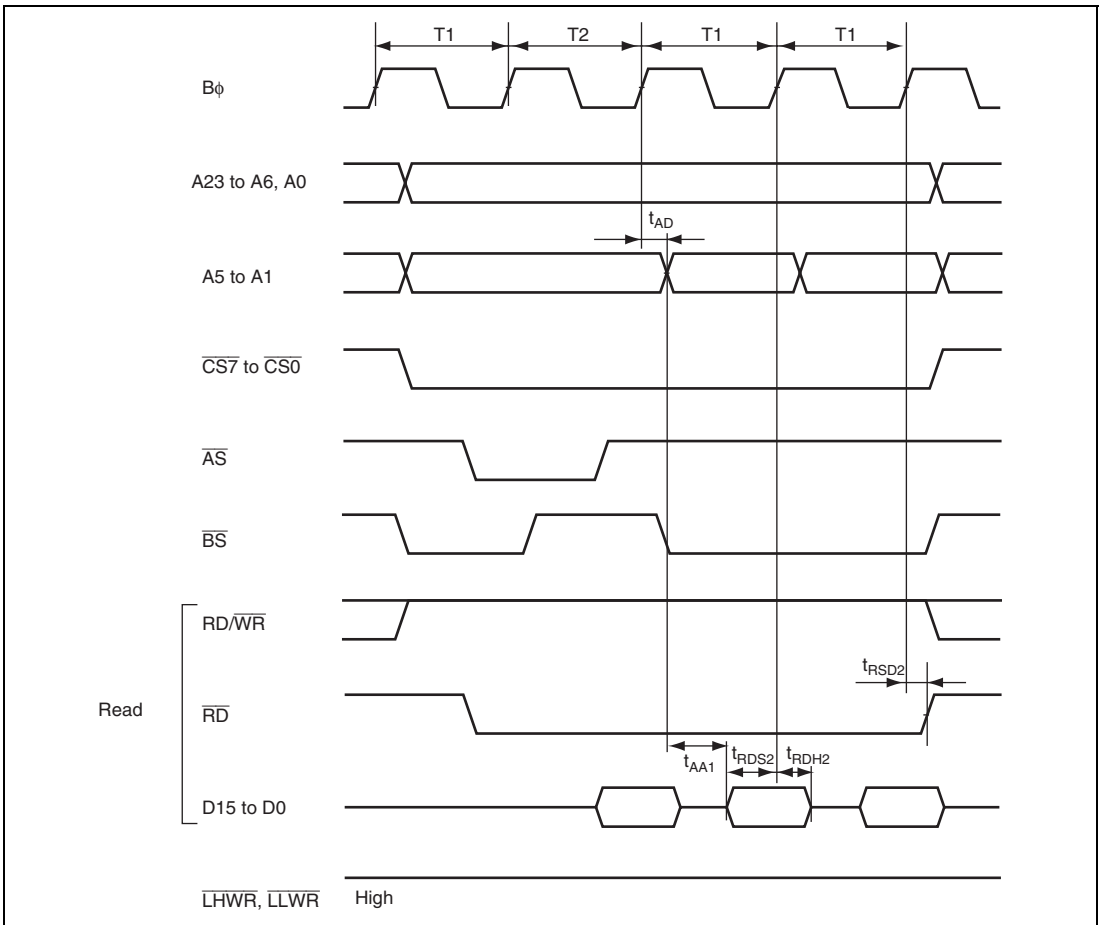 T1 T2 T1 T1
Bφ
A23 to A6, A0
tAD
A5 to A1
CS7 to CS0
AS
BS
RD/WR
tRSD2
Read
RD
tAA1 tRDS2 tRDH2
D15 to D0
LHWR, LLWR High